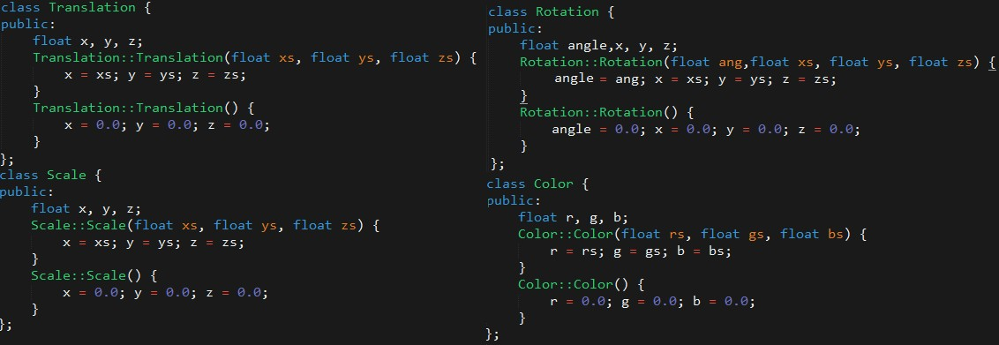 class Translation {
public:
    float x, y, z;
    Translation::Translation(float xs, float ys, float zs) {
        x = xs; y = ys; z = zs;
    }
    Translation::Translation() {
        x = 0.0; y = 0.0; z = 0.0;
    }
};
class Scale {
public:
    float x, y, z;
    Scale::Scale(float xs, float ys, float zs) {
        x = xs; y = ys; z = zs;
    }
    Scale::Scale() {
        x = 0.0; y = 0.0; z = 0.0;
    }
};
class Rotation {
public:
    float angle,x, y, z;
    Rotation::Rotation(float ang,float xs, float ys, float zs) {
        angle = ang; x = xs; y = ys; z = zs;
    }
    Rotation::Rotation() {
        angle = 0.0; x = 0.0; y = 0.0; z = 0.0;
    }
};
class Color {
public:
    float r, g, b;
    Color::Color(float rs, float gs, float bs) {
        r = rs; g = gs; b = bs;
    }
    Color::Color() {
        r = 0.0; g = 0.0; b = 0.0;
    }
};